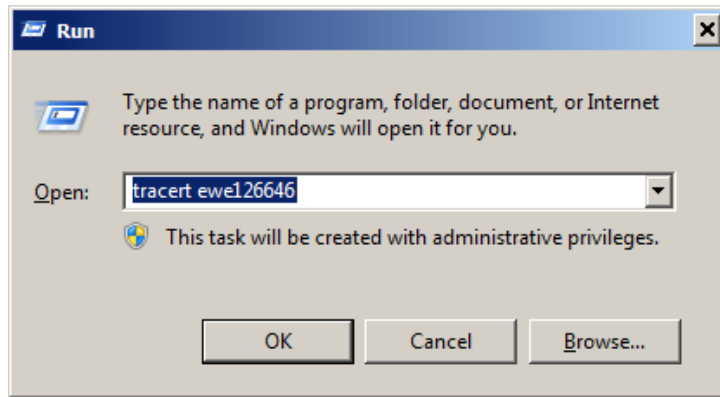 Run
Type the name of a program, folder, document, or Internet
resource, and Windows will open it for you.
Open: tracert ewe126646
This task will be created with administrative privileges.
OK Cancel Browse...